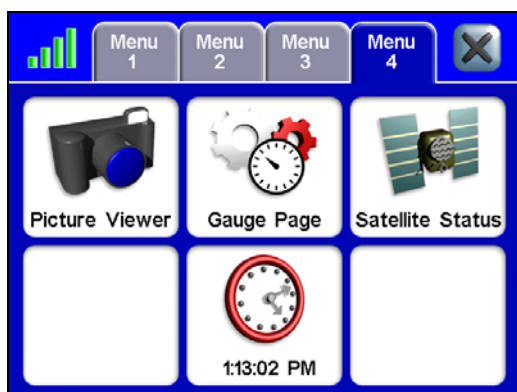 Menu
1
Menu
2
Menu
3
Menu
4
Picture Viewer
Gauge Page
Satellite Status
1:13:02 PM